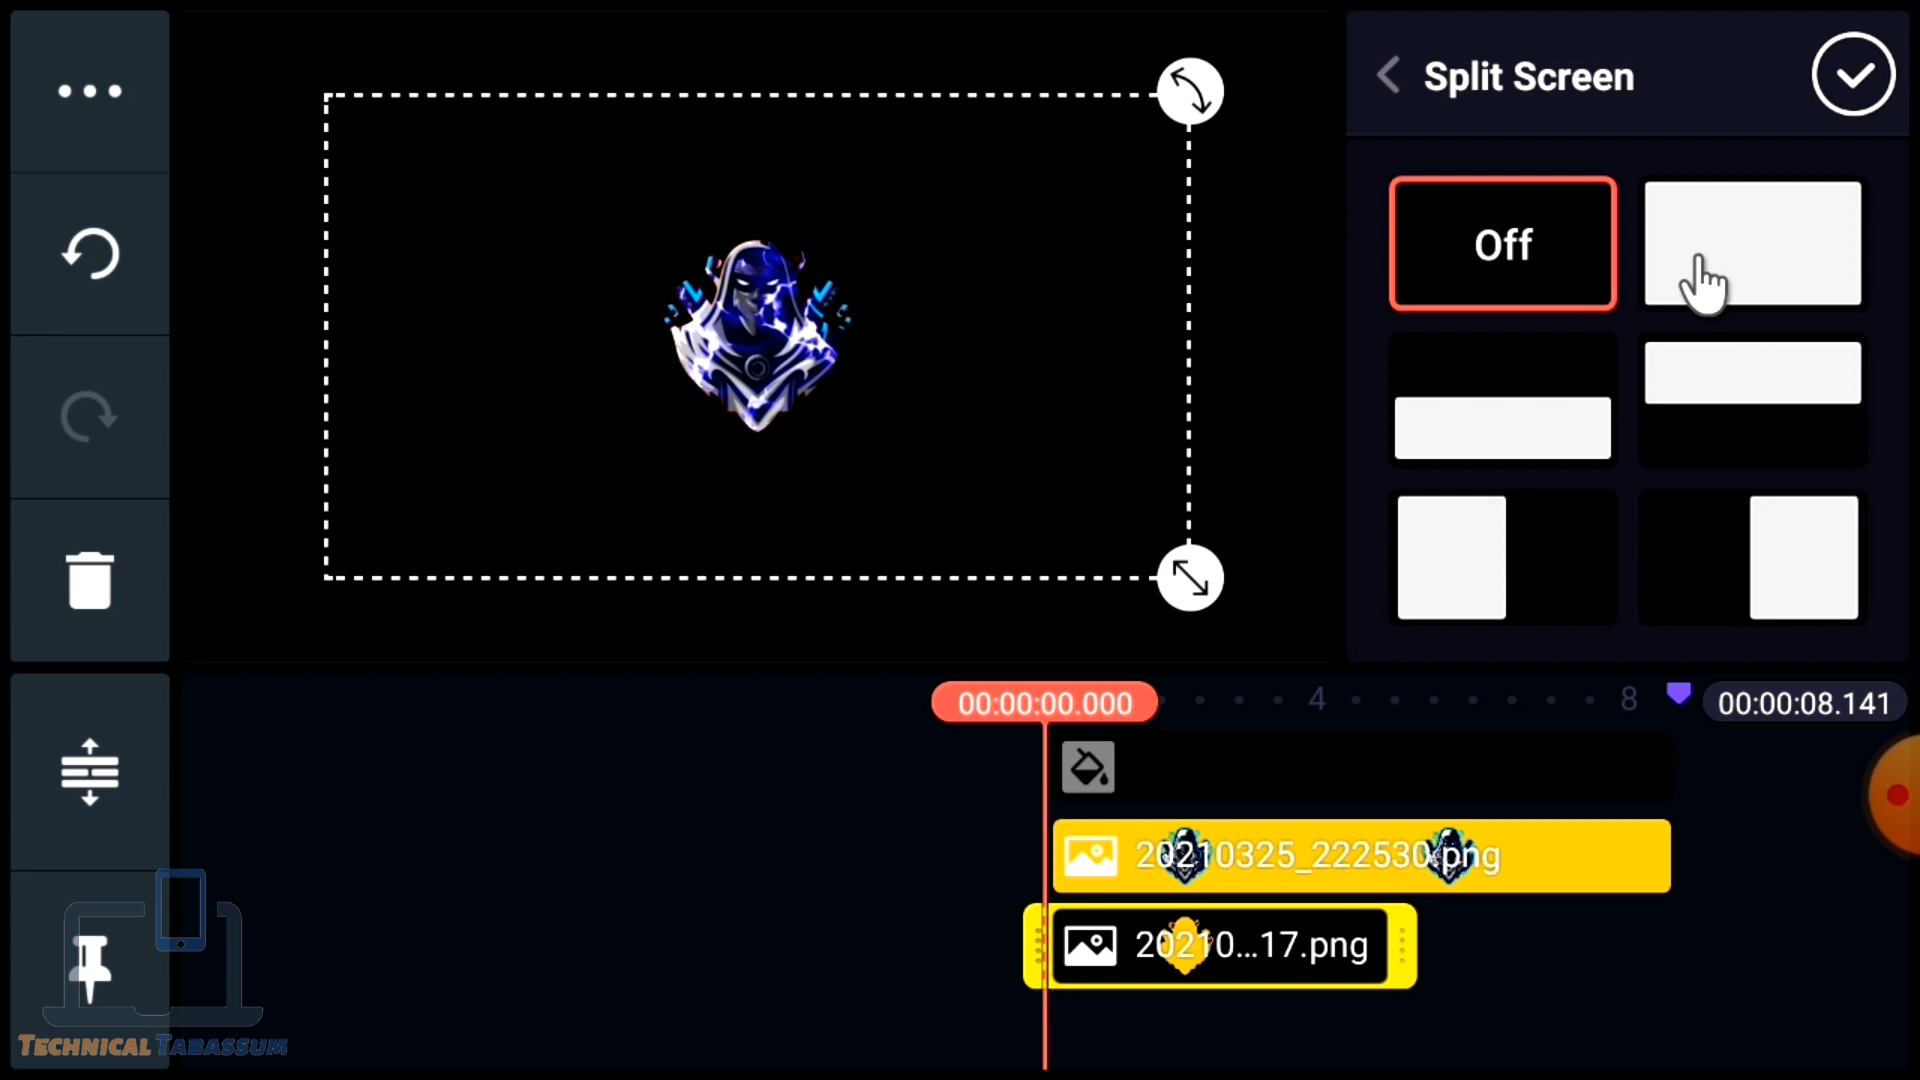 Split Screen
Off
00:00:00.000
4
8
00:00:08.141
20210325_222530.png
20210...17.png
TECHNICAL TABASSUM